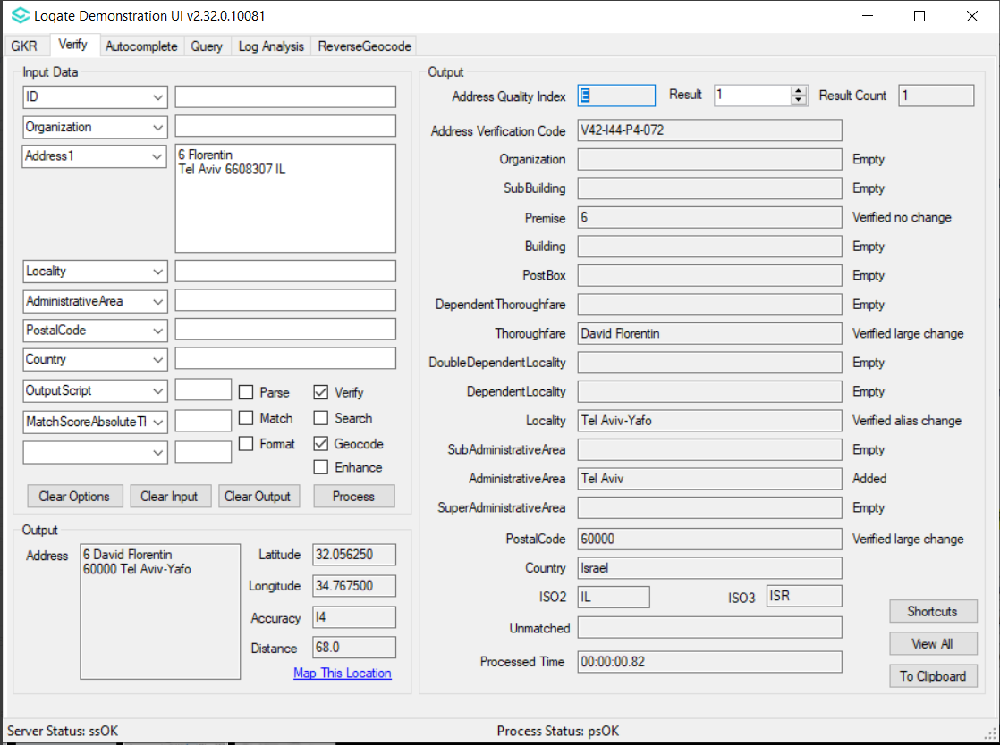 Loqate Demonstration UI v2.32.0.10081
GKR
Verify
Autocomplete
Query
Log Analysis
ReverseGeocode
Input Data
ID
Organization
Address1
6 Florentin
Tel Aviv 6608307 IL
Locality
AdministrativeArea
PostalCode
Country
OutputScript
MatchScoreAbsoluteTl
Parse
Verify
Match
Search
Format
Geocode
Enhance
Clear Options
Clear Input
Clear Output
Process
Output
Address
6 David Florentin
60000 Tel Aviv-Yafo
Latitude
32.056250
Longitude
34.767500
Accuracy
I4
Distance
68.0
Map This Location
Output
Address Quality Index
E
Result
1
Result Count
1
Address Verification Code
V42-I44-P4-072
Organization
Empty
SubBuilding
Empty
Premise
6
Verified no change
Building
Empty
PostBox
Empty
DependentThoroughfare
Empty
Thoroughfare
David Florentin
Verified large change
DoubleDependentLocality
Empty
DependentLocality
Empty
Locality
Tel Aviv-Yafo
Verified alias change
SubAdministrativeArea
Empty
AdministrativeArea
Tel Aviv
Added
SuperAdministrativeArea
Empty
PostalCode
60000
Verified large change
Country
Israel
ISO2
IL
ISO3
ISR
Unmatched
Processed Time
00:00:00.82
Shortcuts
View All
To Clipboard
Server Status: ssOK
Process Status: psOK